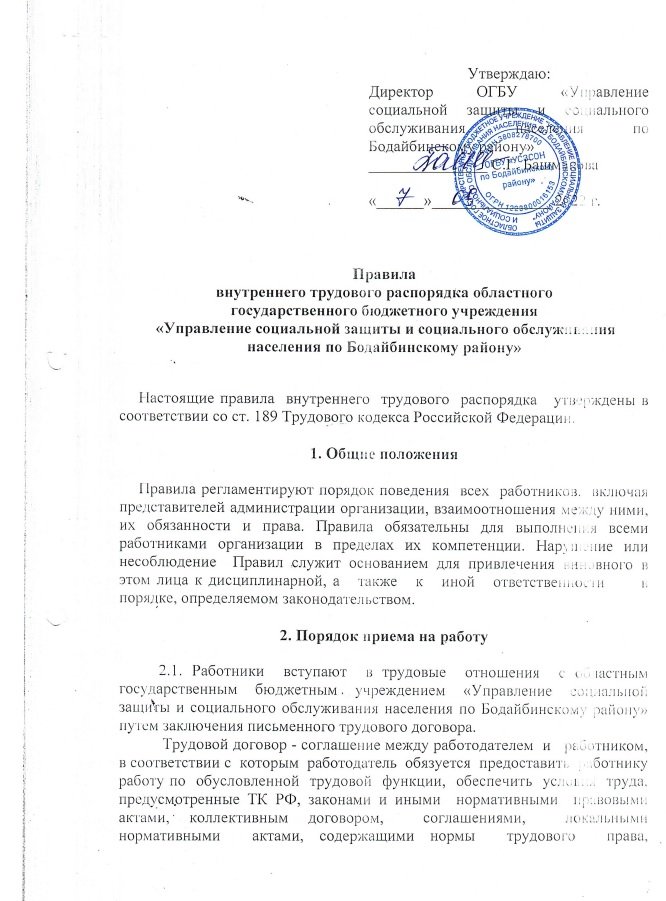 Утверждаю:
Директор ОГБУ «Управление
социальной защиты и социального
обслуживания населения по
Бодайбинскому району»
С.Г.
« 7 » г.
ОГБУ «УСЗСОН
по Бодайбинскому
району»
Правила
внутреннего трудового распорядка областного
государственного бюджетного учреждения
«Управление социальной защиты и социального обслуживания
населения по Бодайбинскому району»
Настоящие правила внутреннего трудового распорядка утверждены в
соответствии со ст. 189 Трудового кодекса Российской Федерации.
1. Общие положения
Правила регламентируют порядок поведения всех работников, включая
представителей администрации организации, взаимоотношения между ними,
их обязанности и права. Правила обязательны для выполнения всеми
работниками организации в пределах их компетенции. Нарушение или
несоблюдение Правил служит основанием для привлечения виновного в
этом лица к дисциплинарной, а также к иной ответственности в
порядке, определяемом законодательством.
2. Порядок приема на работу
2.1. Работники вступают в трудовые отношения с областным
государственным бюджетным учреждением «Управление социальной
защиты и социального обслуживания населения по Бодайбинскому району»
путем заключения письменного трудового договора.
Трудовой договор - соглашение между работодателем и работником,
в соответствии с которым работодатель обязуется предоставить работнику
работу по обусловленной трудовой функции, обеспечить условия труда,
предусмотренные ТК РФ, законами и иными нормативными правовыми
актами, коллективным договором, соглашениями, локальными
нормативными актами, содержащими нормы трудового права,